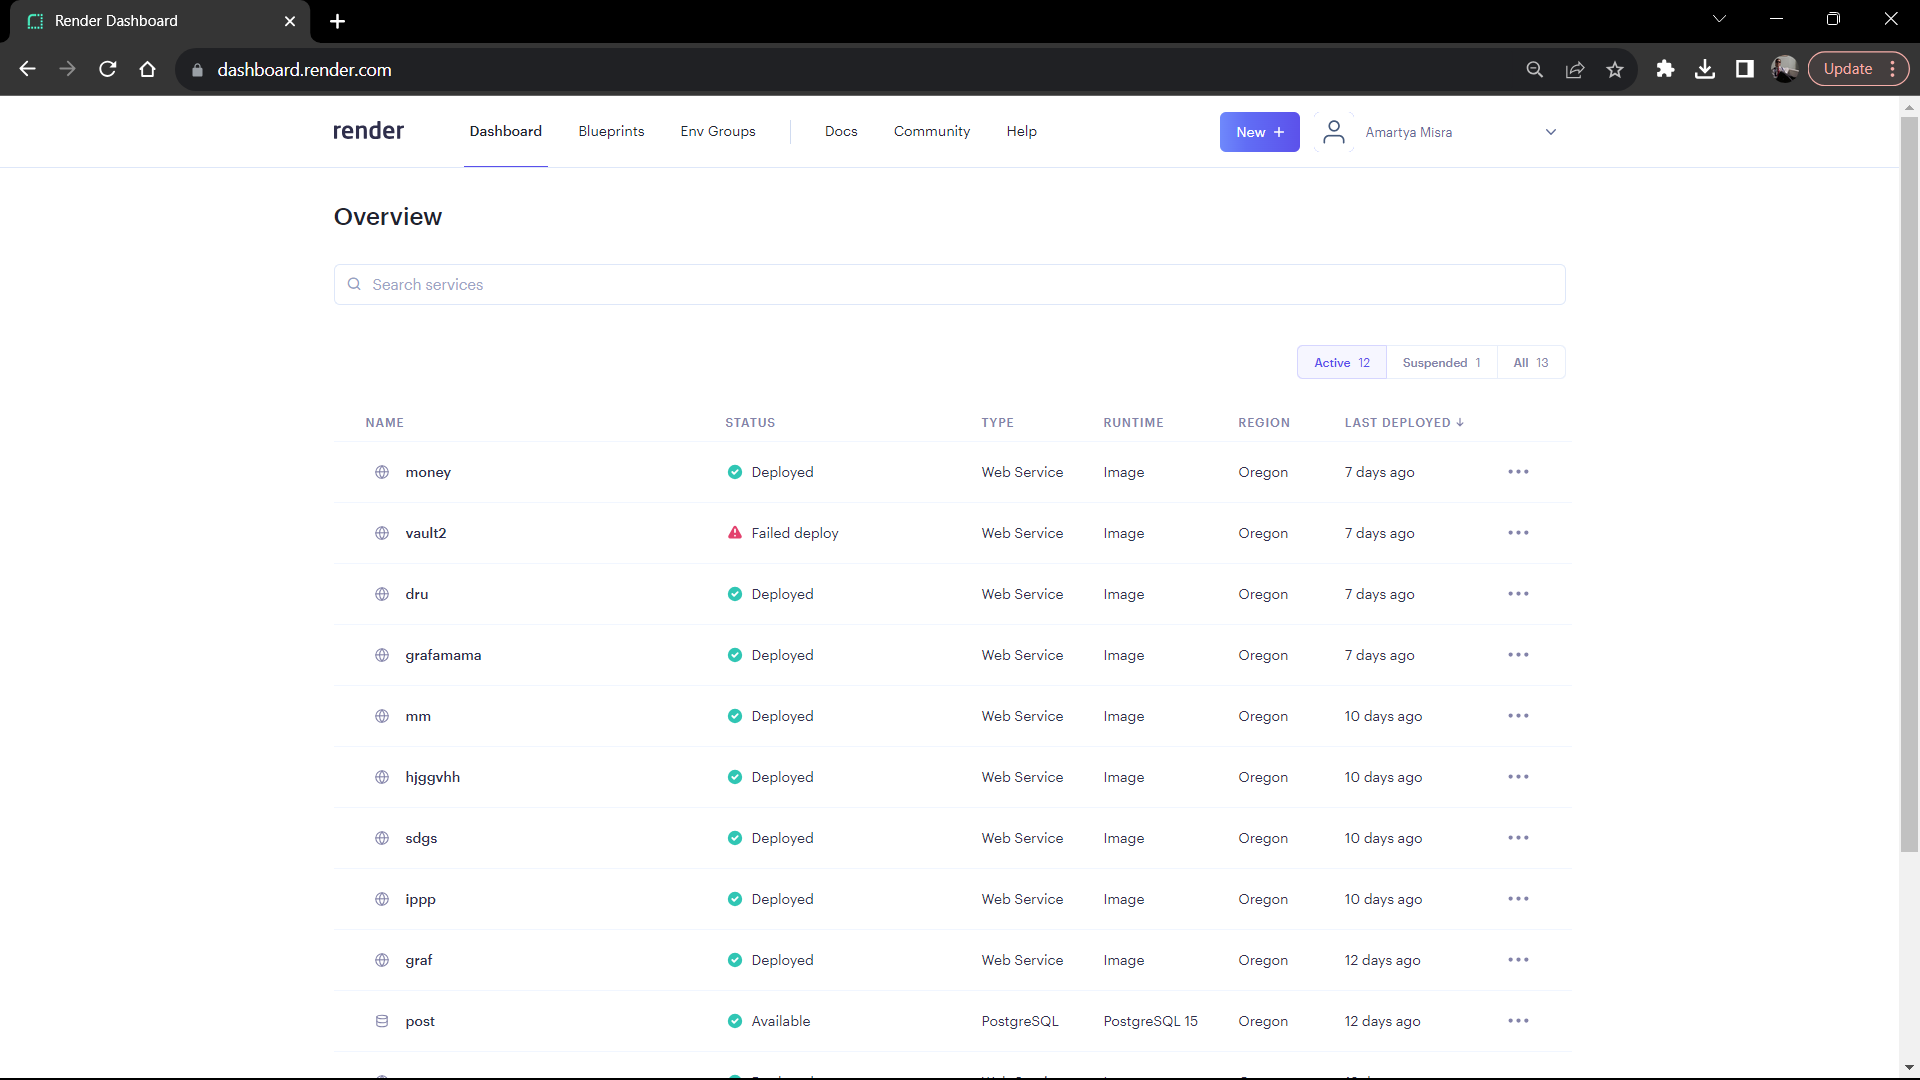 Render Dashboard
dashboard.render.com
Update
render Dashboard Blueprints Env Groups Docs Community Help New + Amartya Misra
Overview
Search services
Active 12 Suspended 1 All 13
NAME STATUS TYPE RUNTIME REGION LAST DEPLOYED ↓
money Deployed Web Service Image Oregon 7 days ago
vault2 Failed deploy Web Service Image Oregon 7 days ago
dru Deployed Web Service Image Oregon 7 days ago
grafamama Deployed Web Service Image Oregon 7 days ago
mm Deployed Web Service Image Oregon 10 days ago
hjggvhh Deployed Web Service Image Oregon 10 days ago
sdgs Deployed Web Service Image Oregon 10 days ago
ippp Deployed Web Service Image Oregon 10 days ago
graf Deployed Web Service Image Oregon 12 days ago
post Available PostgreSQL PostgreSQL 15 Oregon 12 days ago